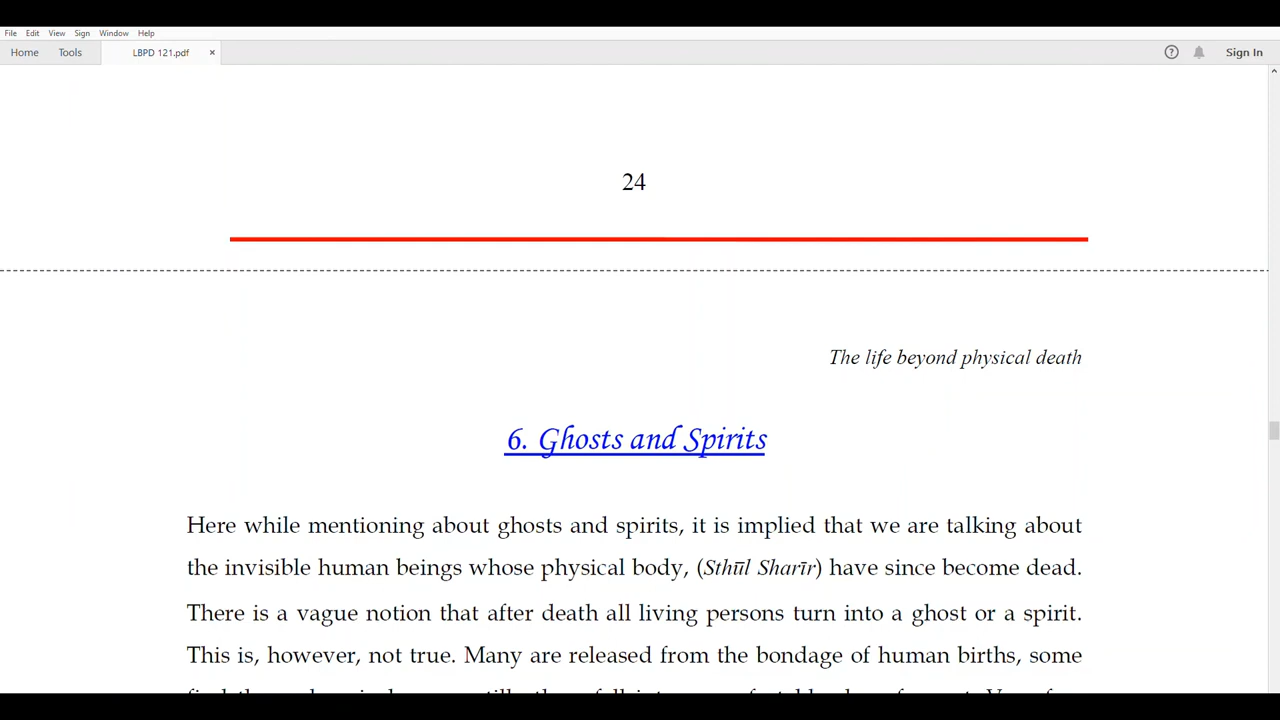 File Edit View Sign Window Help
Home Tools LBPD 121.pdf × ? Sign In
24
The life beyond physical death
6. Ghosts and Spirits
Here while mentioning about ghosts and spirits, it is implied that we are talking about
the invisible human beings whose physical body, (Sthūl Sharīr) have since become dead.
There is a vague notion that after death all living persons turn into a ghost or a spirit.
This is, however, not true. Many are released from the bondage of human births, some